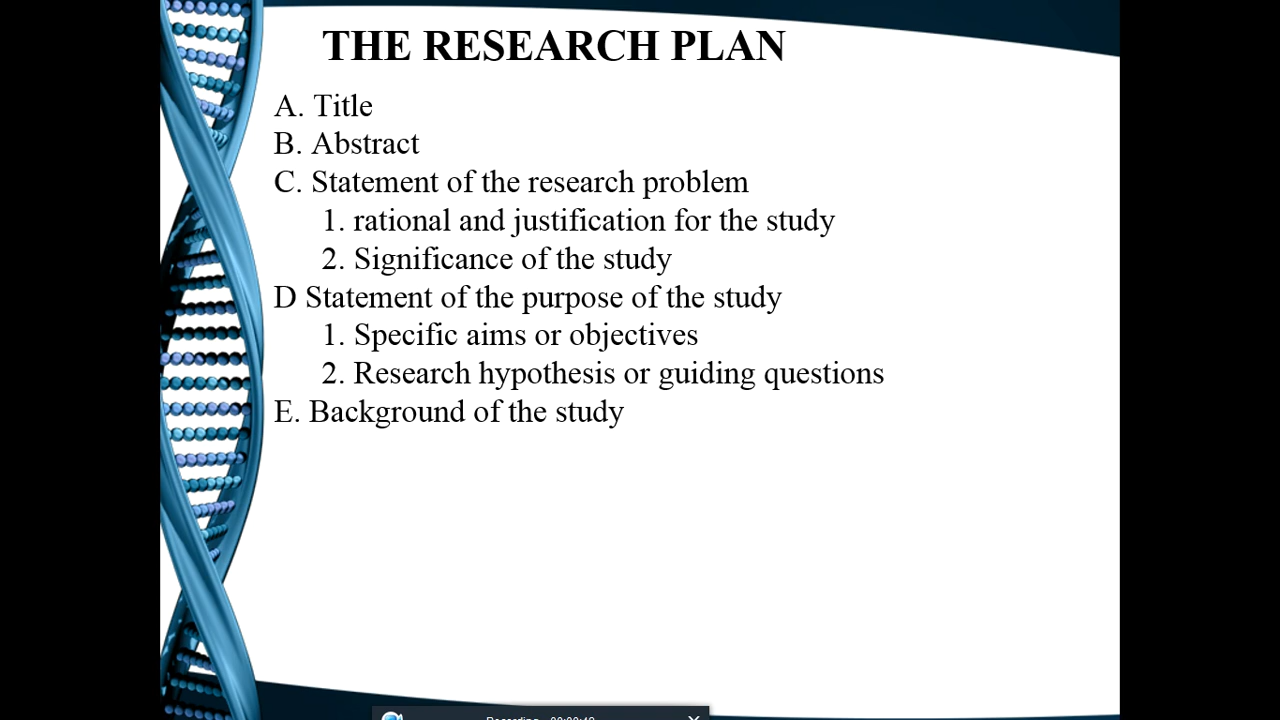 THE RESEARCH PLAN
A. Title
B. Abstract
C. Statement of the research problem
1. rational and justification for the study
2. Significance of the study
D Statement of the purpose of the study
1. Specific aims or objectives
2. Research hypothesis or guiding questions
E. Background of the study